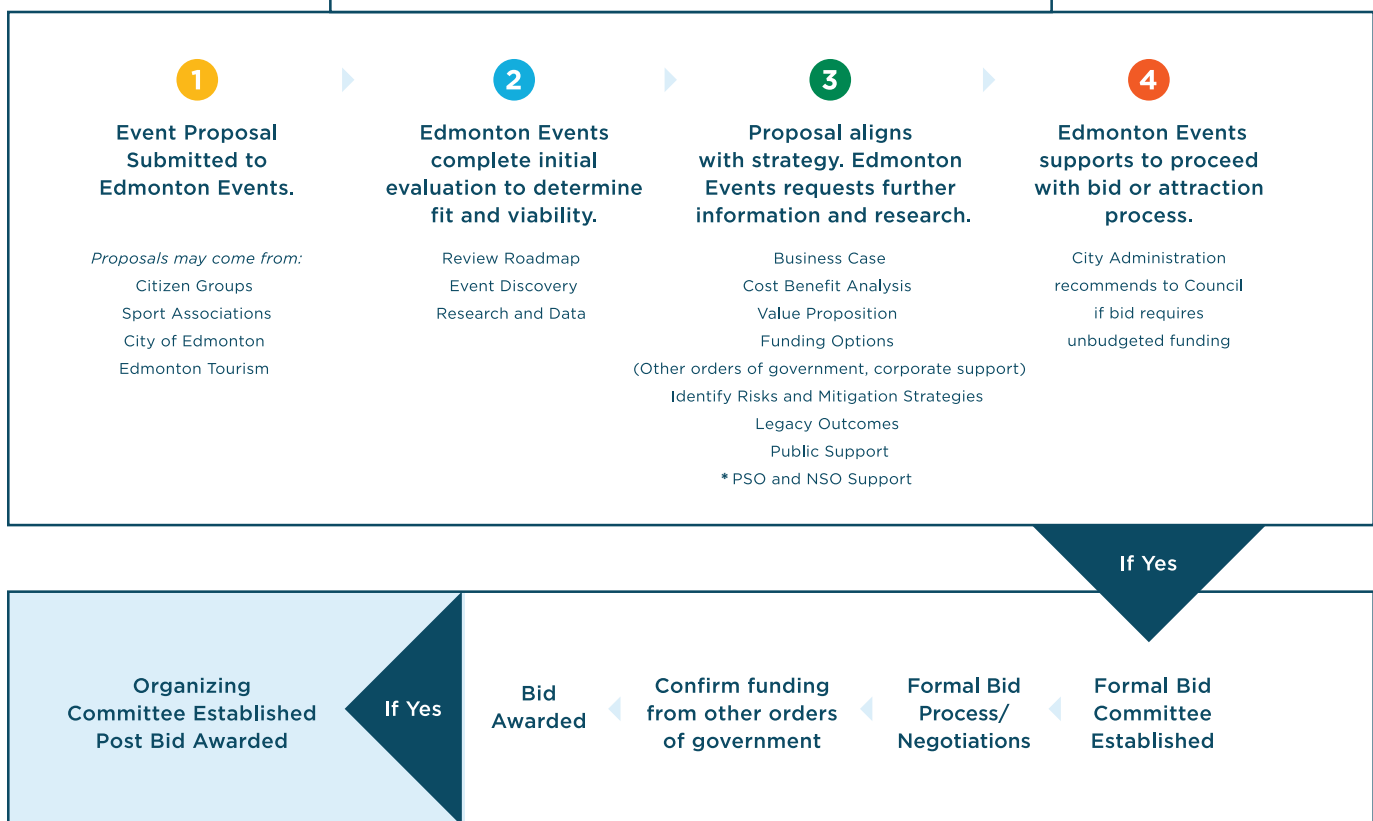 1
Event Proposal
Submitted to
Edmonton Events.
Proposals may come from:
Citizen Groups
Sport Associations
City of Edmonton
Edmonton Tourism
2
Edmonton Events
complete initial
evaluation to determine
fit and viability.
Review Roadmap
Event Discovery
Research and Data
3
Proposal aligns
with strategy. Edmonton
Events requests further
information and research.
Business Case
Cost Benefit Analysis
Value Proposition
Funding Options
(Other orders of government, corporate support)
Identify Risks and Mitigation Strategies
Legacy Outcomes
Public Support
* PSO and NSO Support
4
Edmonton Events
supports to proceed
with bid or attraction
process.
City Administration
recommends to Council
if bid requires
unbudgeted funding
If Yes
Formal Bid
Committee
Established
Formal Bid
Process/
Negotiations
Confirm funding
from other orders
of government
Bid
Awarded
If Yes
Organizing
Committee Established
Post Bid Awarded